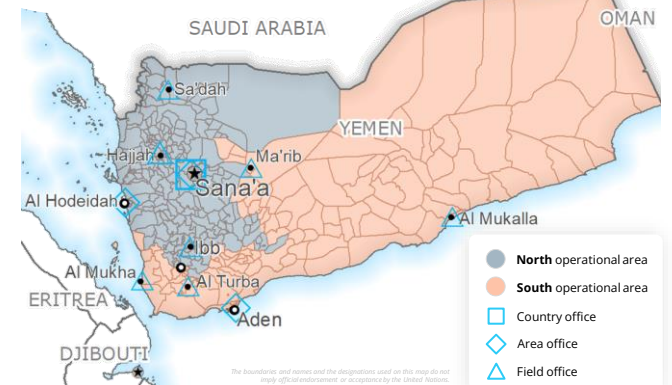 SAUDI ARABIA
OMAN
Sa'dah
YEMEN
Hajjah
Ma'rib
Sana'a
Al Hodeidah
Al Mukalla
Ibb
Al Mukha
Al Turba
ERITREA
Aden
DJIBOUTI
North operational area
South operational area
Country office
Area office
Field office
The boundaries and names and the designations used on this map do not
imply official endorsement or acceptance by the United Nations.